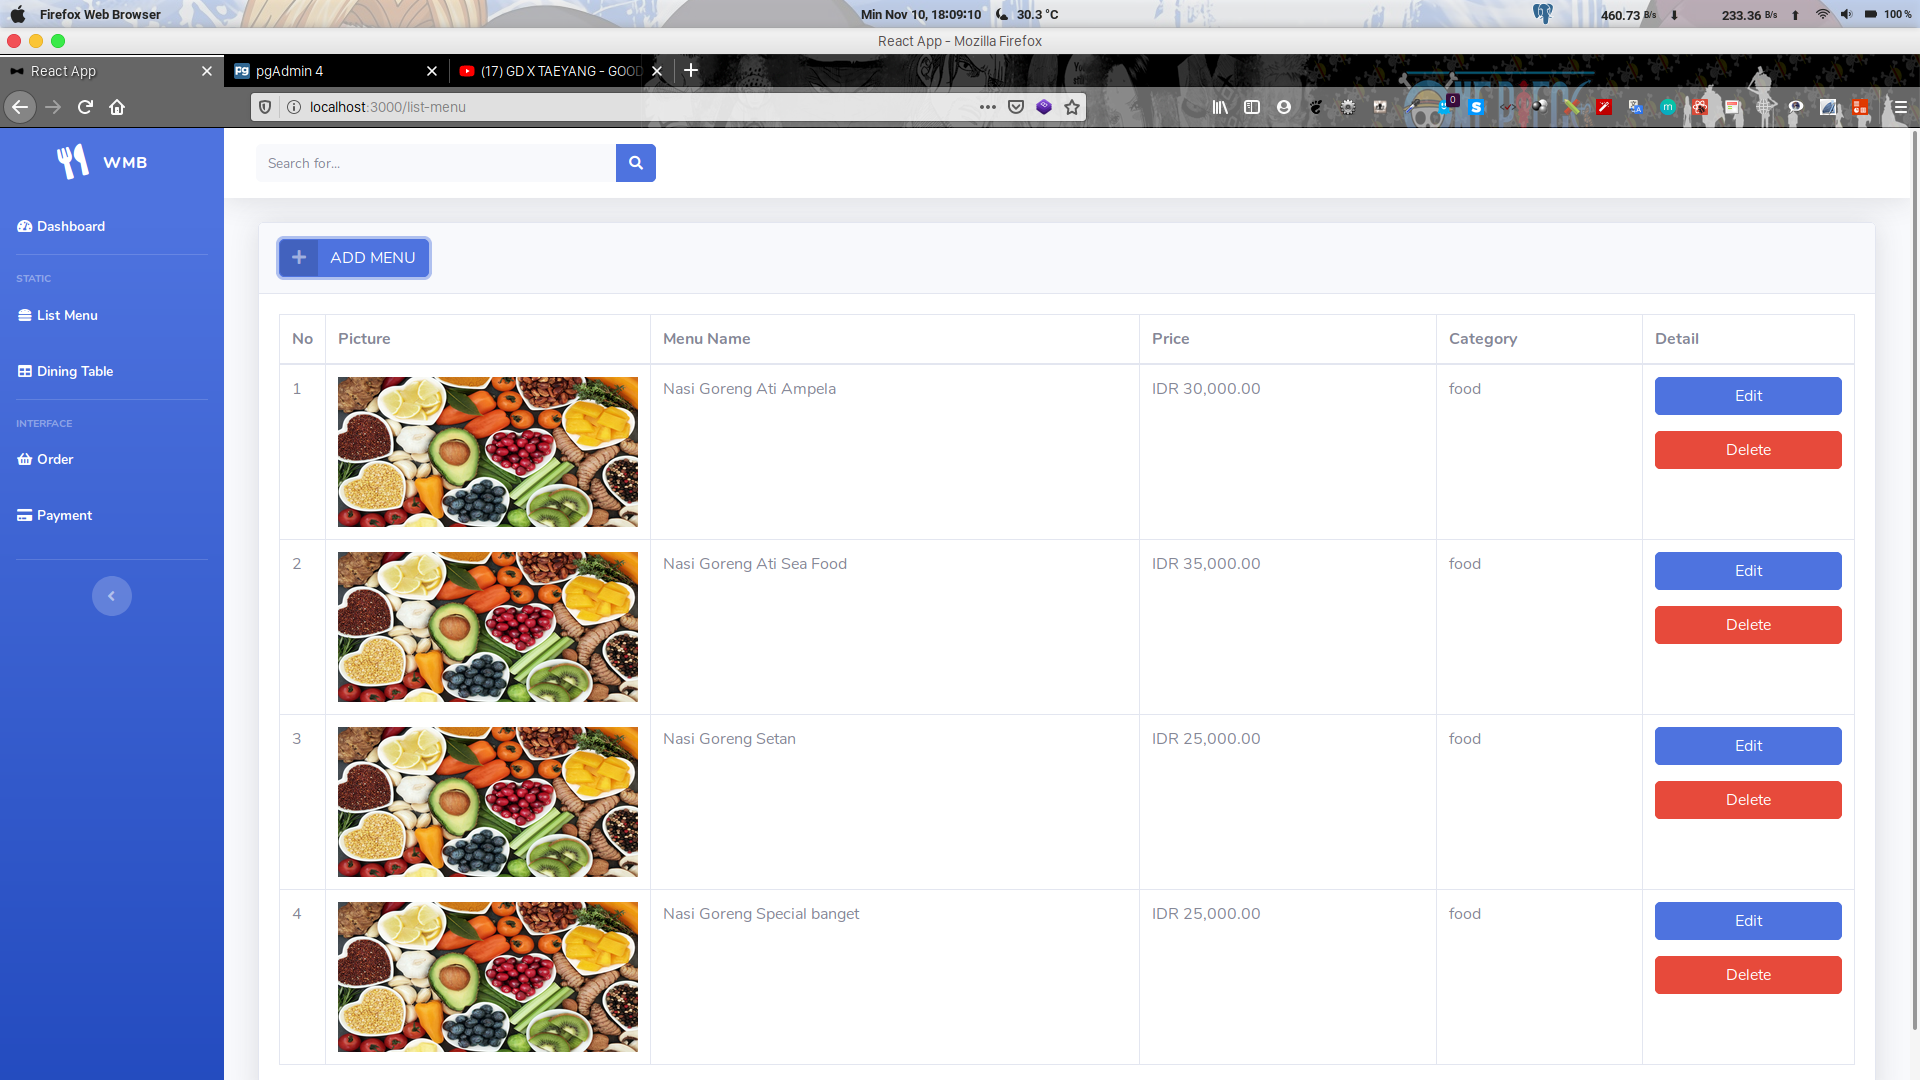 Firefox Web Browser
Min Nov 10, 18:09:10
30.3 °C
460.73 B/s
233.36 B/s
100 %
React App - Mozilla Firefox
React App
pgAdmin 4
(17) GD X TAEYANG - GOOD
localhost:3000/list-menu
0
WMB
Search for...
Dashboard
ADD MENU
STATIC
List Menu
Dining Table
INTERFACE
Order
Payment
No Picture Menu Name Price Category Detail
1 Nasi Goreng Ati Ampela IDR 30,000.00 food Edit
Delete
2 Nasi Goreng Ati Sea Food IDR 35,000.00 food Edit
Delete
3 Nasi Goreng Setan IDR 25,000.00 food Edit
Delete
4 Nasi Goreng Special banget IDR 25,000.00 food Edit
Delete